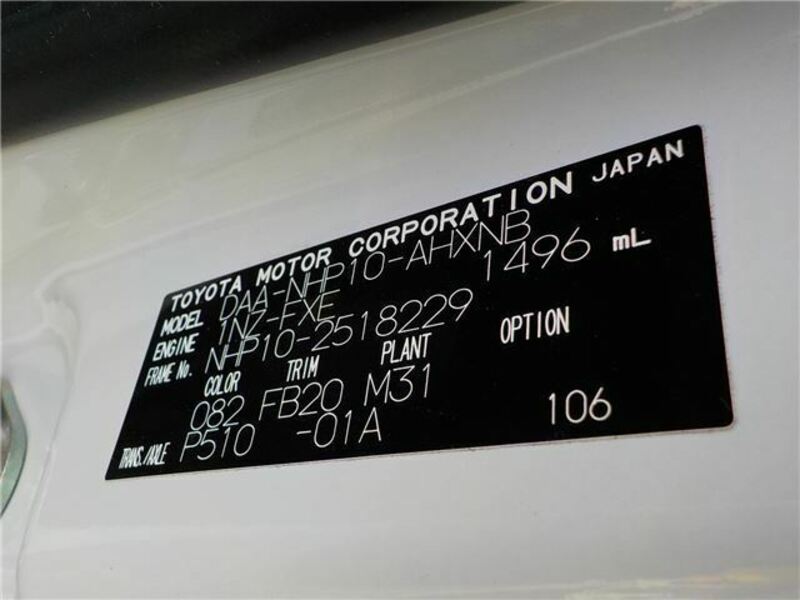 TOYOTA MOTOR CORPORATION JAPAN
MODEL DAA-NHP10-AHXNB
ENGINE 1NZ-FXE 1496 mL
FRAME No. NHP10-2518229
COLOR TRIM PLANT OPTION
082 FB20 M31
TRANS./AXLE P510 -01A 106